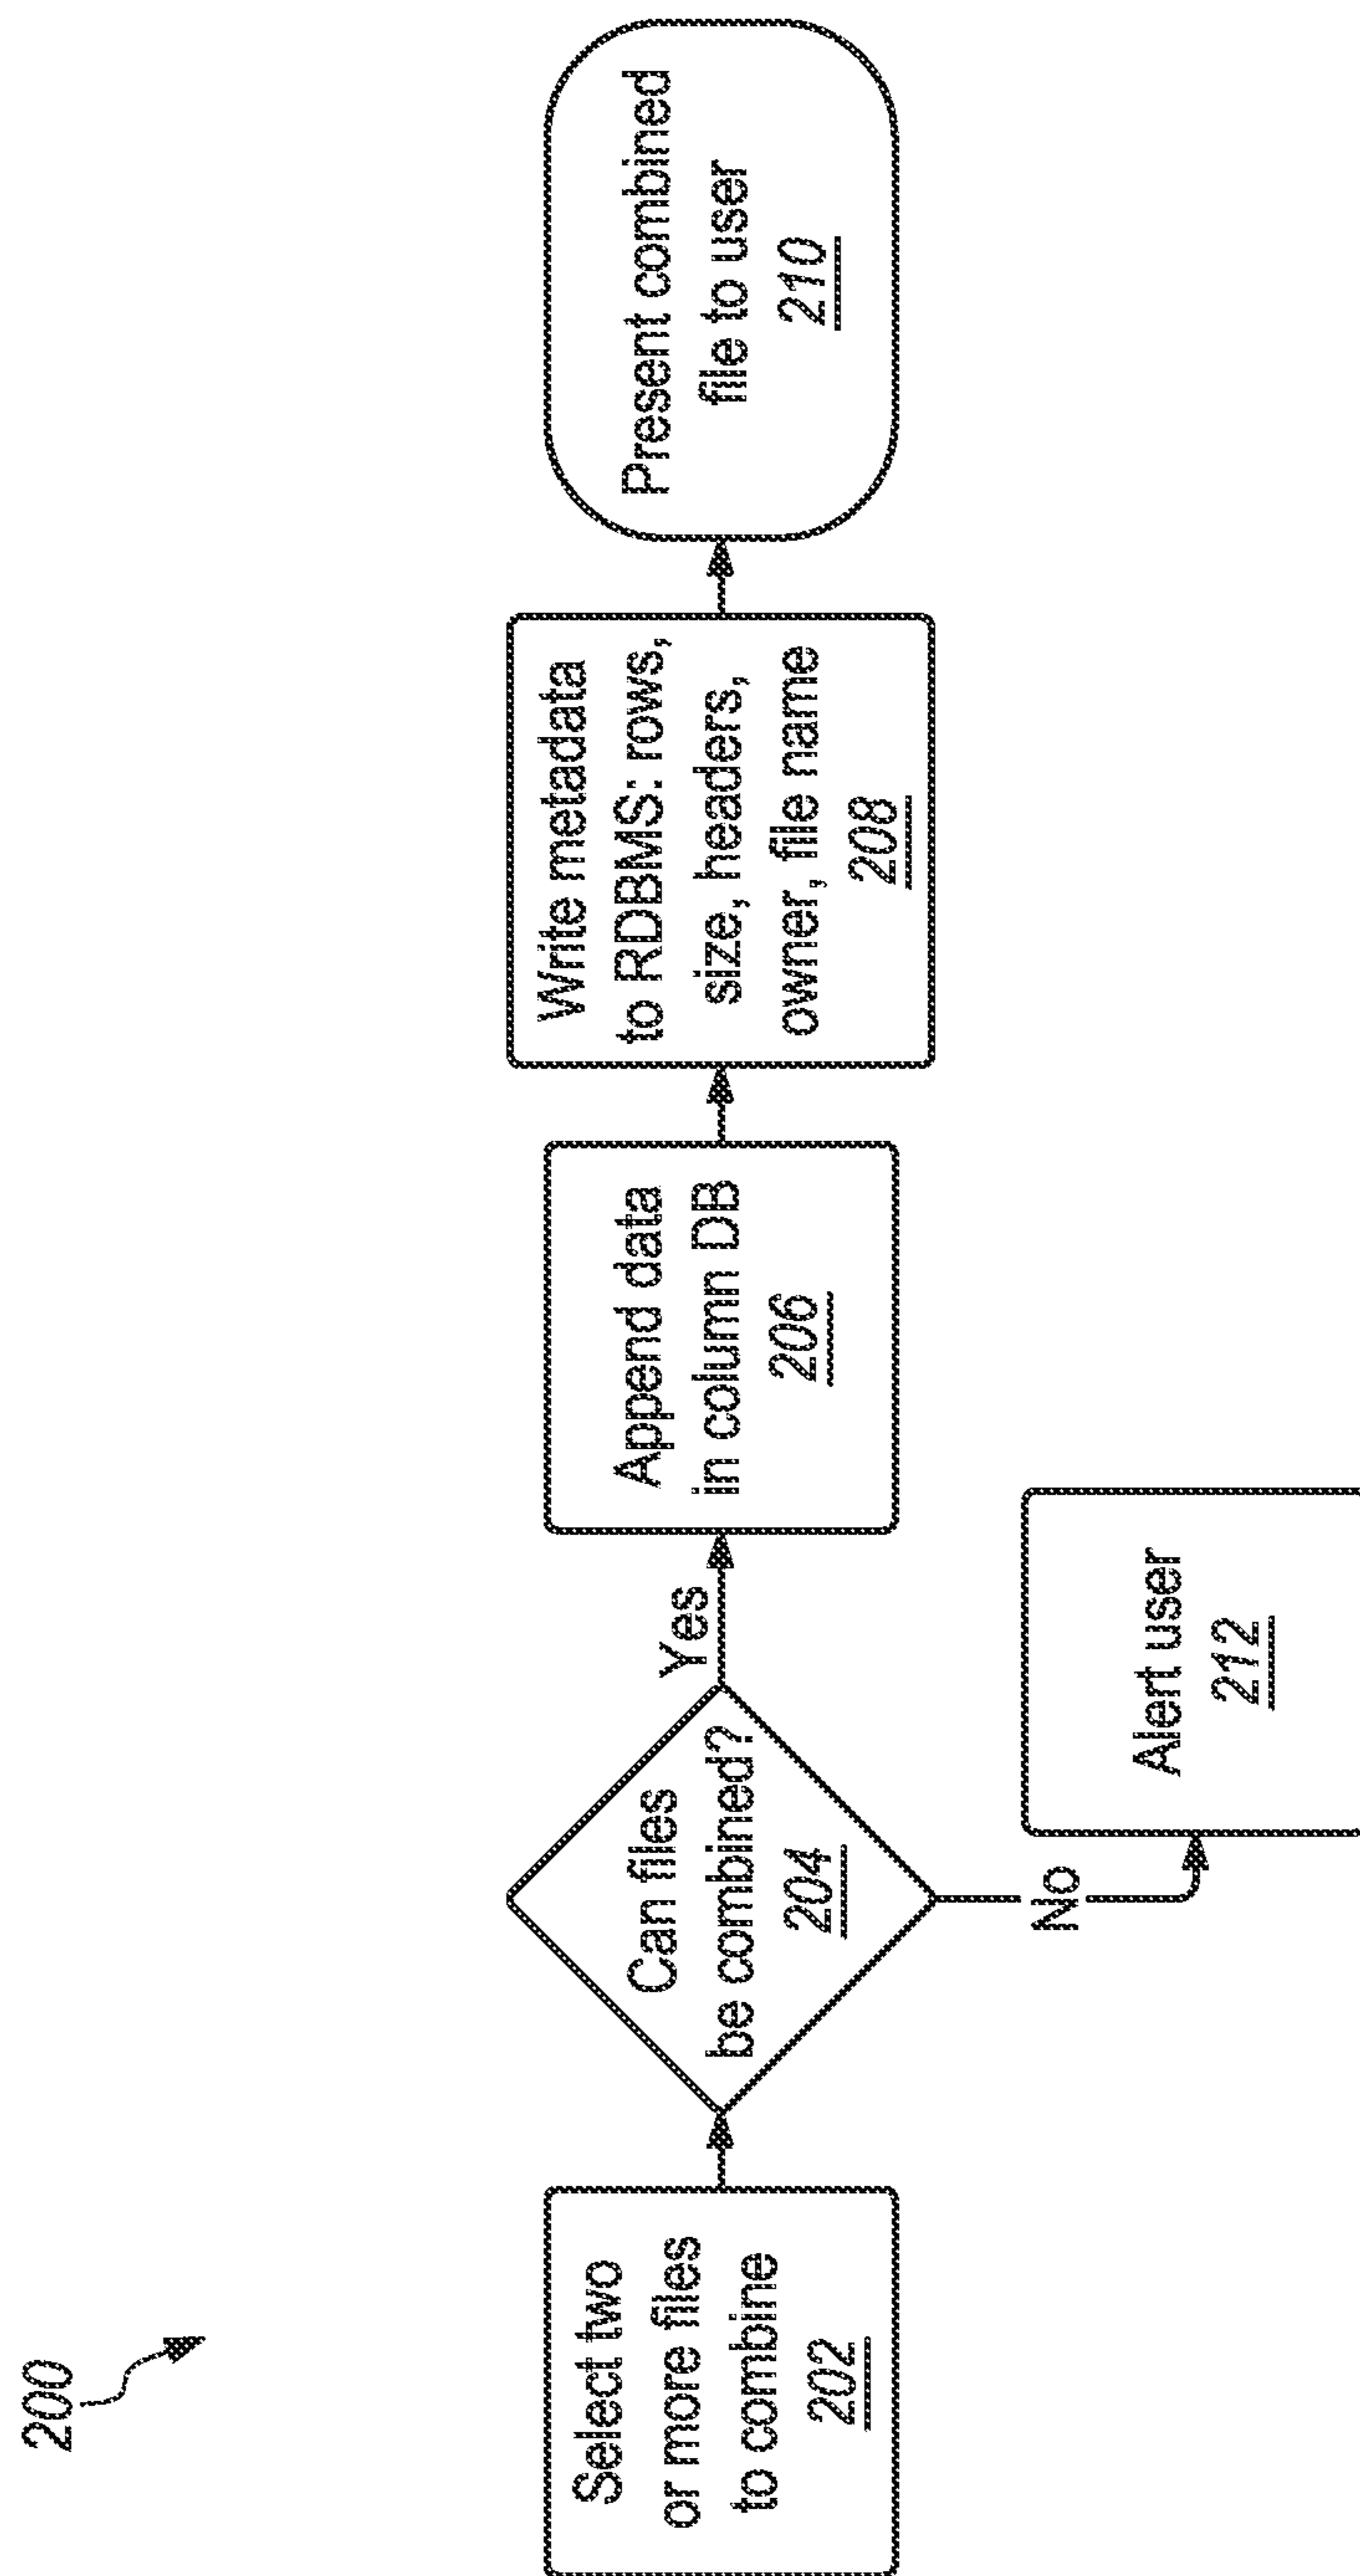 200
Select two
or more files
to combine
202
Can files
be combined?
204
Yes
No
Append data
in column DB
206
Write metadata
to RDBMS: rows,
size, headers,
owner, file name
208
Present combined
file to user
210
Alert user
212